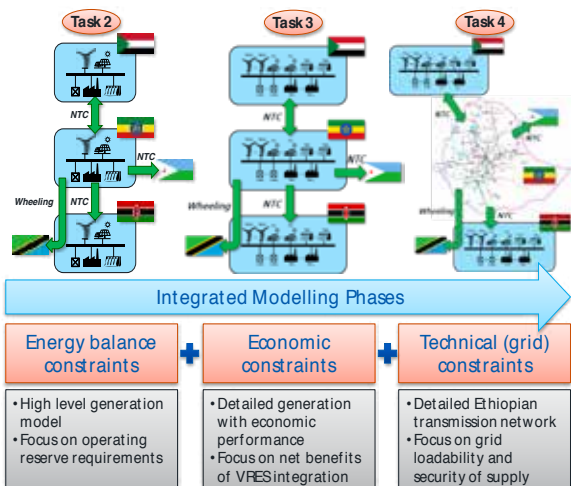 Task 2
Task 3
Task 4
NTC
NTC
Wheeling
NTC
NTC
NTC
Wheeling
NTC
NTC
NTC
Wheeling
NTC
Integrated Modelling Phases
Energy balance
constraints
Economic
constraints
Technical (grid)
constraints
• High level generation
model
• Focus on operating
reserve requirements
• Detailed generation
with economic
performance
• Focus on net benefits
of VRES integration
• Detailed Ethiopian
transmission network
• Focus on grid
loadability and
security of supply